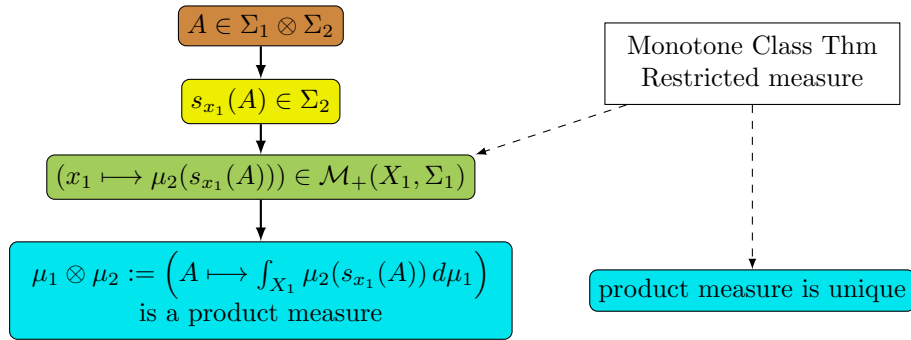 A ∈ Σ₁ ⊗ Σ₂
s_{x₁}(A) ∈ Σ₂
(x₁ ⟼ μ₂(s_{x₁}(A))) ∈ ℳ₊(X₁, Σ₁)
μ₁ ⊗ μ₂ := (A ⟼ ∫_{X₁} μ₂(s_{x₁}(A)) dμ₁)
is a product measure
Monotone Class Thm
Restricted measure
product measure is unique